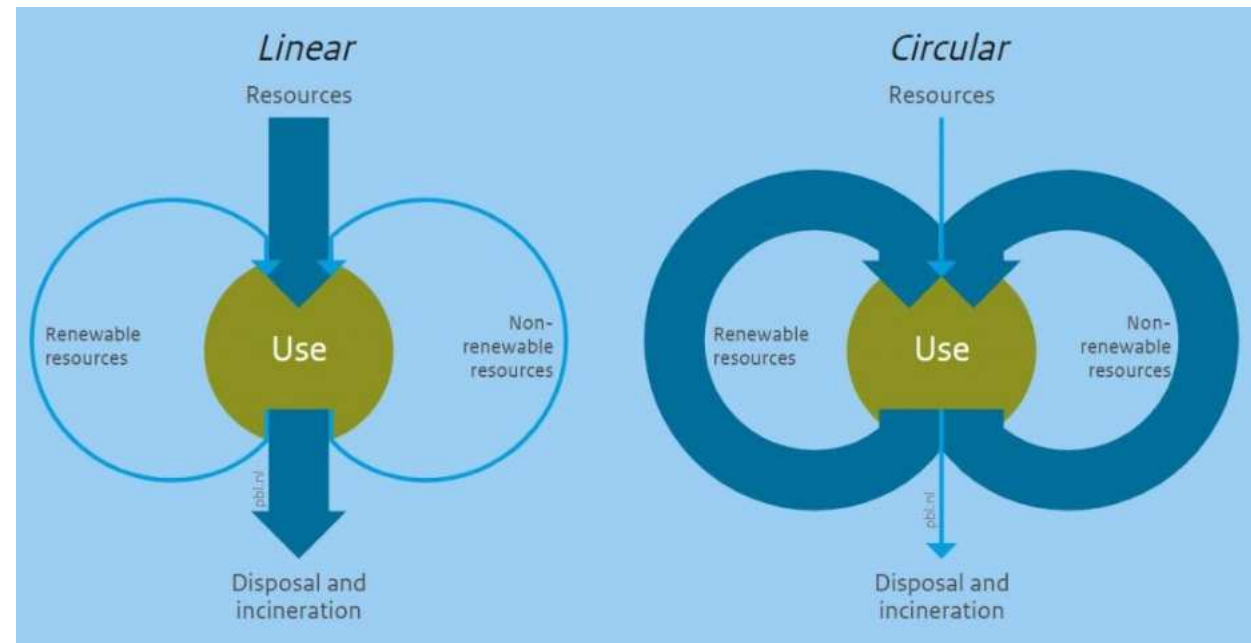 Linear
Resources
Renewable
resources
Use
Non-
renewable
resources
pbl.nl
Disposal and
incineration
Circular
Resources
Renewable
resources
Use
Non-
renewable
resources
pbl.nl
Disposal and
incineration